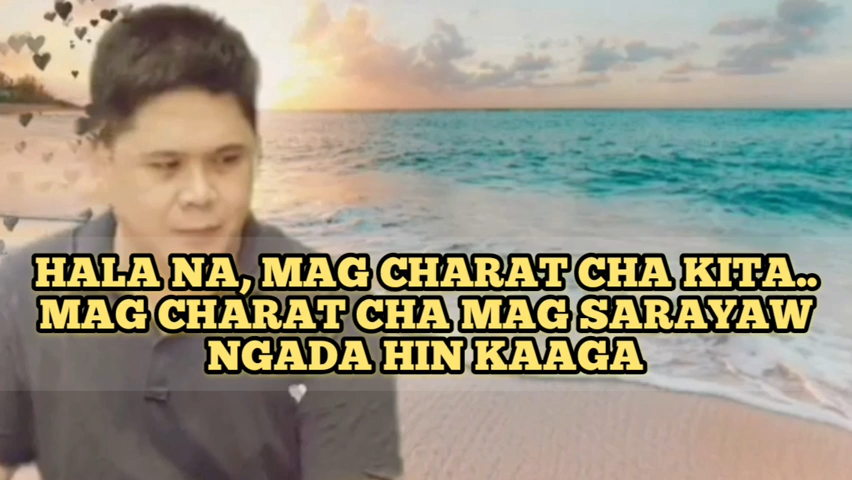 HALA NA, MAG CHARAT CHA KITA..
MAG CHARAT CHA MAG SARAYAW
NGADA HIN KAAGA